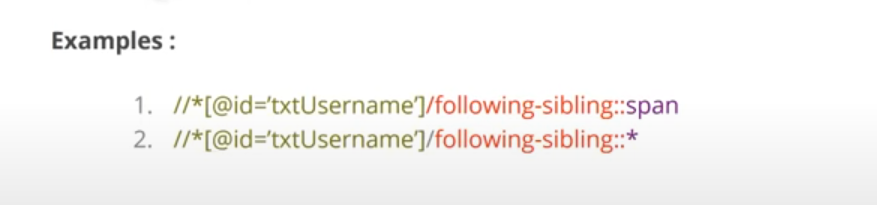 Examples :
1. //*[@id=’txtUsername’]/following-sibling::span
2. //*[@id=’txtUsername’]/following-sibling::*